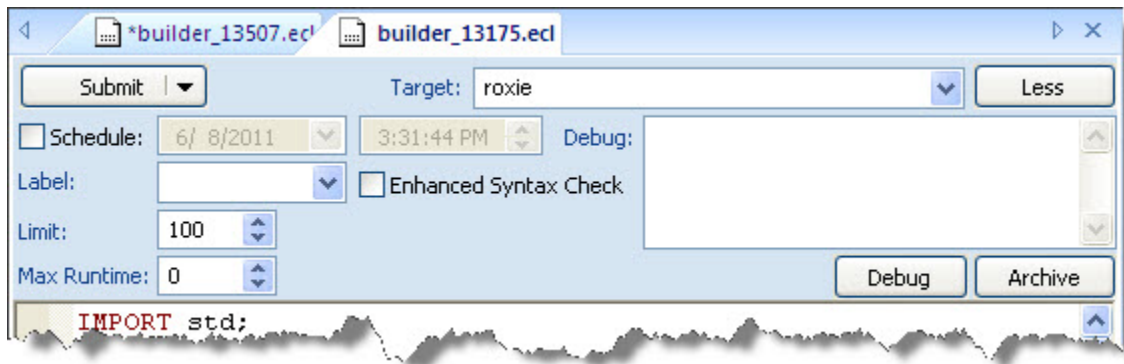 *builder_13507.ecl builder_13175.ecl
Submit Target: roxie Less
Schedule: 6/ 8/2011 3:31:44 PM Debug:
Label: Enhanced Syntax Check
Limit: 100
Max Runtime: 0 Debug Archive
IMPORT std;